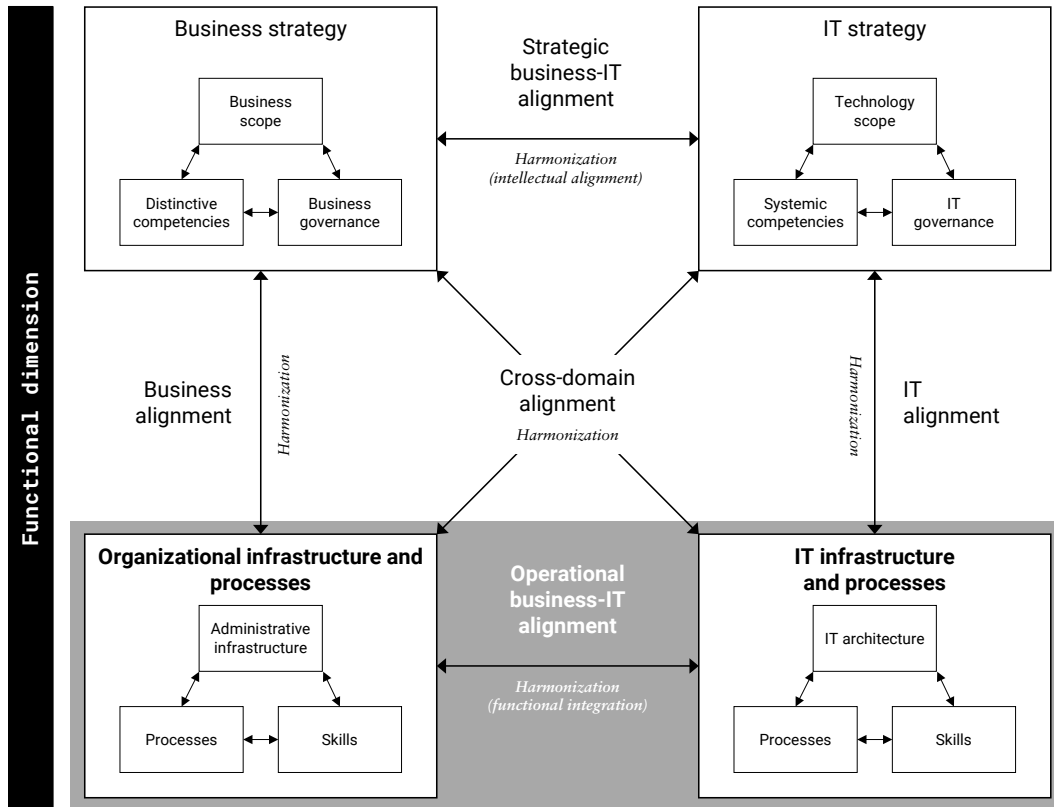 Functional dimension
Business strategy
Business
scope
Distinctive
competencies
Business
governance
Strategic
business-IT
alignment
Harmonization
(intellectual alignment)
IT strategy
Technology
scope
Systemic
competencies
IT
governance
Business
alignment
Harmonization
Cross-domain
alignment
Harmonization
Harmonization
IT
alignment
Organizational infrastructure and
processes
Administrative
infrastructure
Processes
Skills
Operational
business-IT
alignment
Harmonization
(functional integration)
IT infrastructure
and processes
IT architecture
Processes
Skills